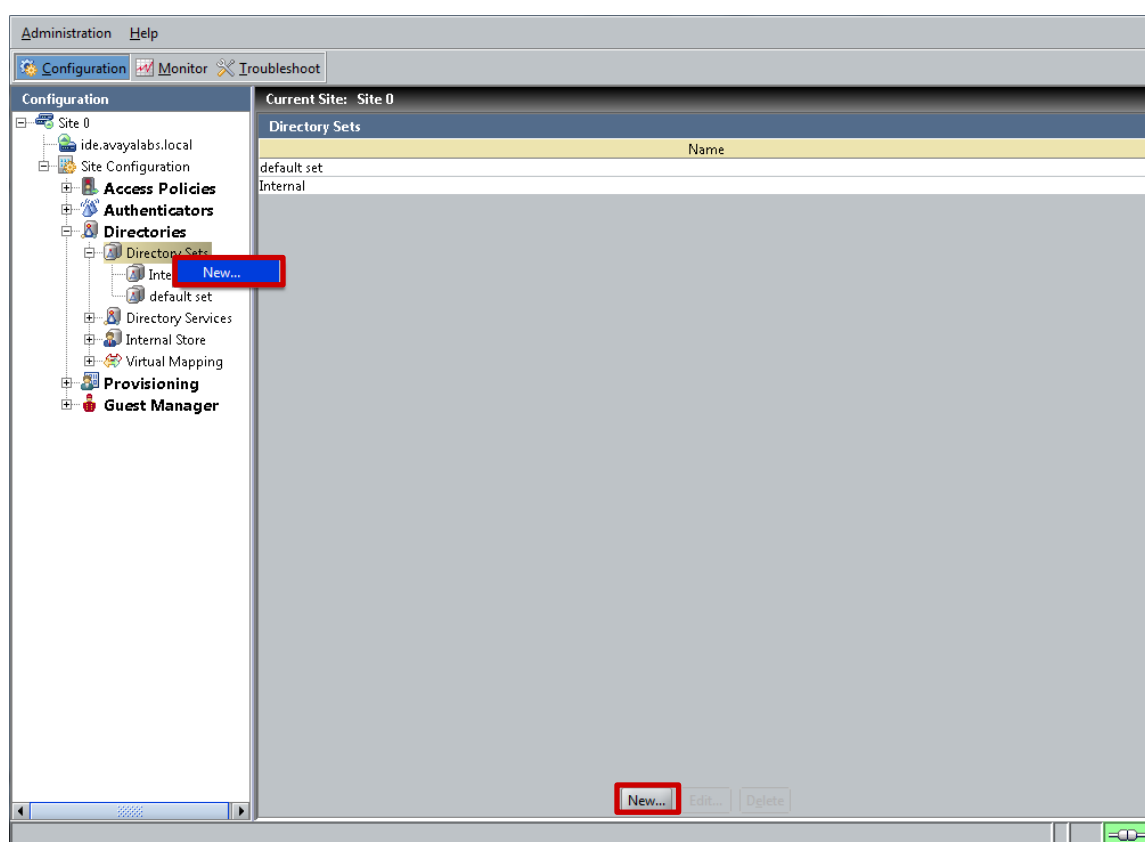 Administration Help
Configuration Monitor Troubleshoot
Configuration
Current Site: Site 0
Site 0
ide.avayalabs.local
Site Configuration
Access Policies
Authenticators
Directories
Directory Sets
New...
Inte
default set
Directory Services
Internal Store
Virtual Mapping
Provisioning
Guest Manager
Directory Sets
Name
default set
Internal
New... Edit... Delete